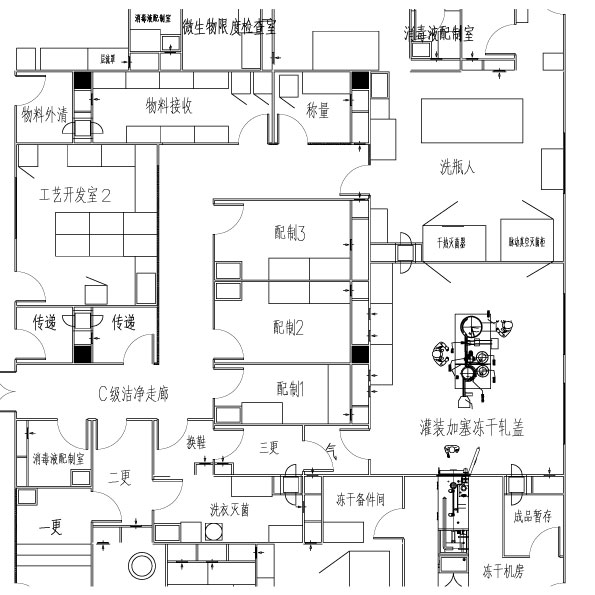 消毒液配制室
微生物限度检查室
消毒液配制室
层流罩
物料外清
物料接收
称量
洗瓶人
工艺开发室2
配制3
干热灭菌器
脉动真空灭菌柜
传递
传递
配制2
C级洁净走廊
配制1
灌装加塞冻干轧盖
换鞋
三更
气
消毒液配制室
二更
洗衣灭菌
冻干备件间
成品暂存
一更
冻干机房